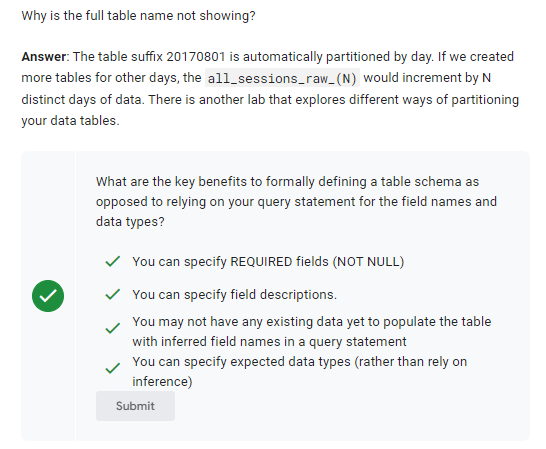 Why is the full table name not showing?
Answer: The table suffix 20170801 is automatically partitioned by day. If we created
more tables for other days, the all_sessions_raw_(N) would increment by N
distinct days of data. There is another lab that explores different ways of partitioning
your data tables.
What are the key benefits to formally defining a table schema as
opposed to relying on your query statement for the field names and
data types?
You can specify REQUIRED fields (NOT NULL)
You can specify field descriptions.
You may not have any existing data yet to populate the table
with inferred field names in a query statement
You can specify expected data types (rather than rely on
inference)
Submit